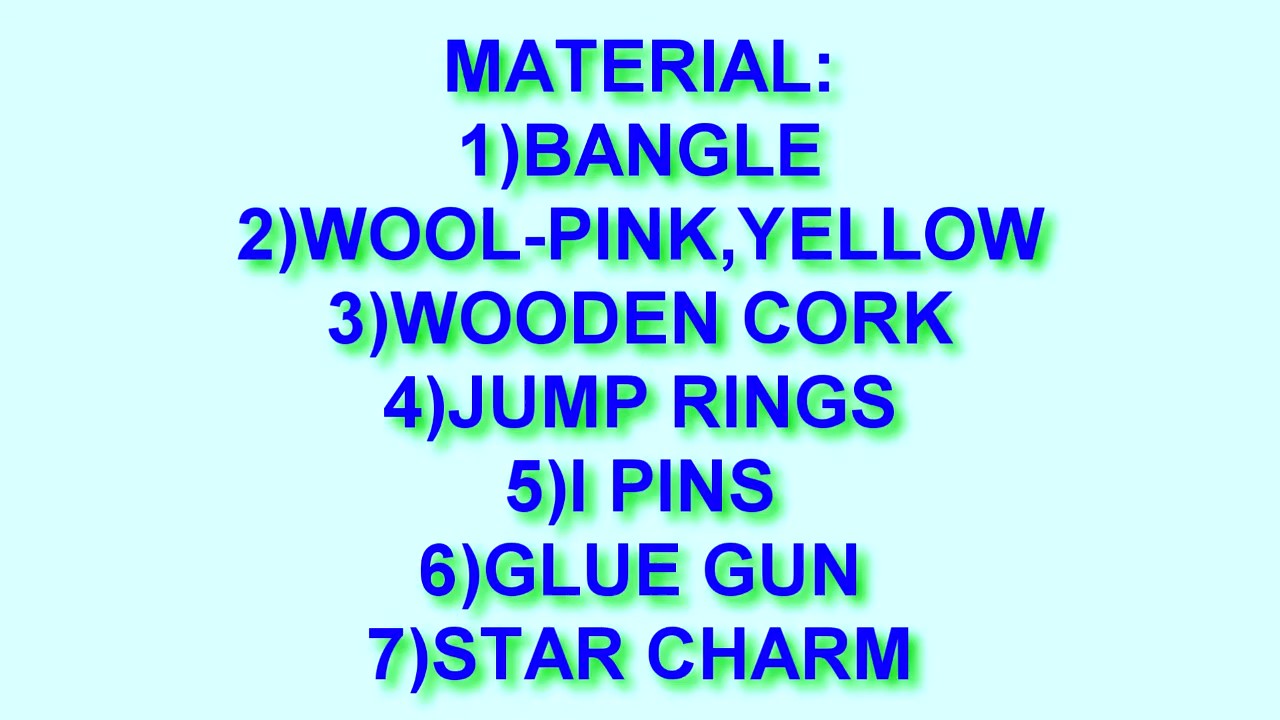 MATERIAL:
1)BANGLE
2)WOOL-PINK,YELLOW
3)WOODEN CORK
4)JUMP RINGS
5)I PINS
6)GLUE GUN
7)STAR CHARM